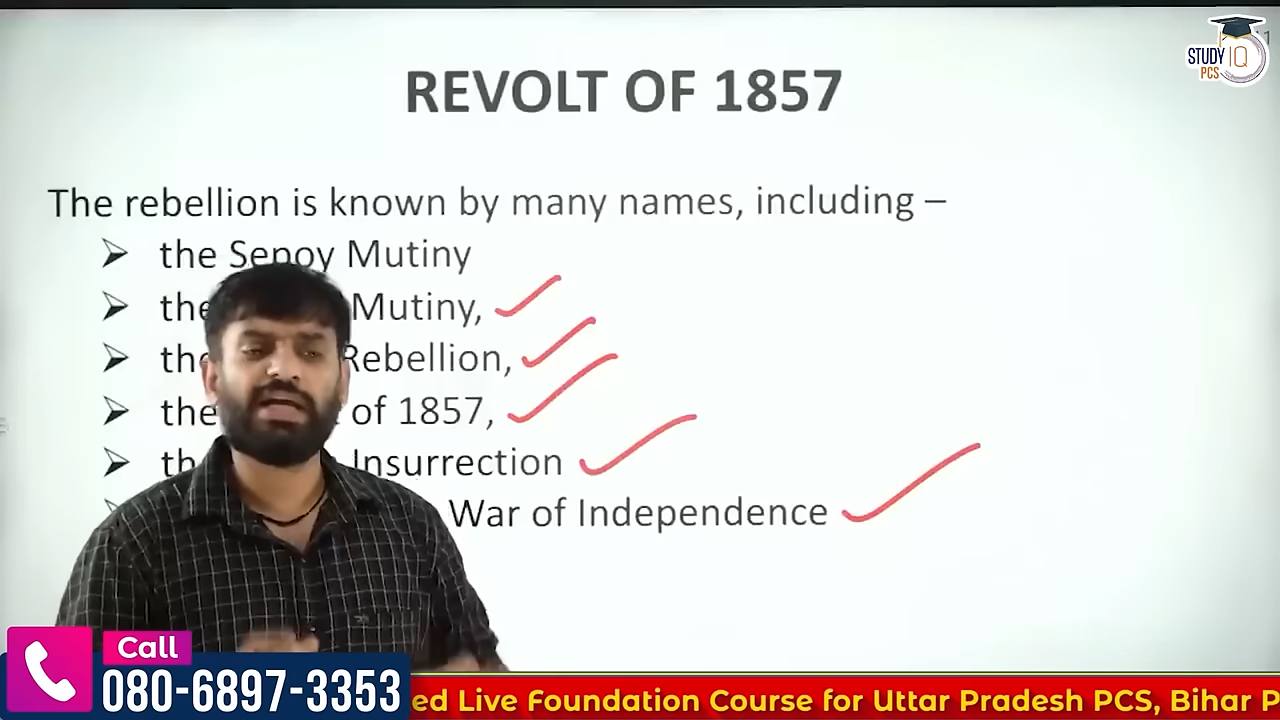 STUDY IQ
PCS
REVOLT OF 1857
The rebellion is known by many names, including –
➢ the Sepoy Mutiny
➢ the Mutiny,
➢ the Rebellion,
➢ the of 1857,
➢ Insurrection
War of Independence
Call
080-6897-3353
ed Live Foundation Course for Uttar Pradesh PCS, Bihar P